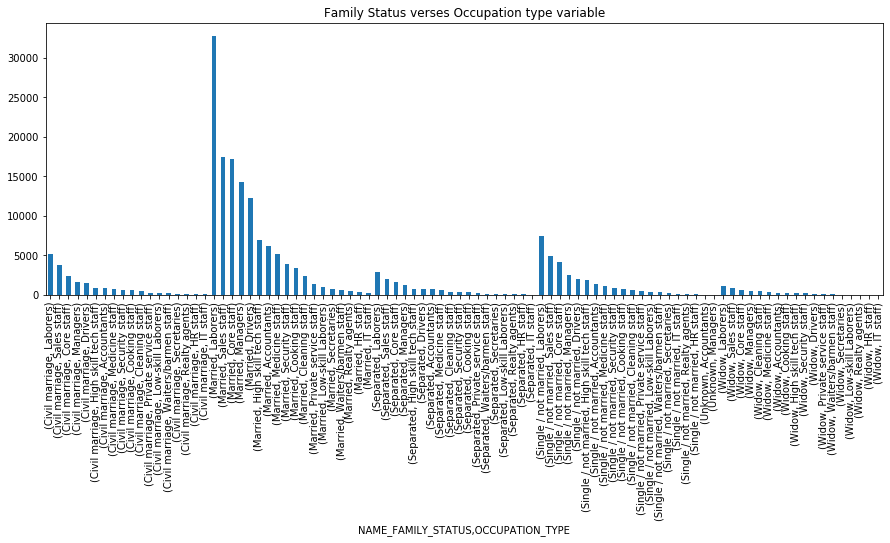 Family Status verses Occupation type variable
30000
25000
20000
15000
10000
5000
0
(Civil marriage, Laborers)
(Civil marriage, Sales staff)
(Civil marriage, Core staff)
(Civil marriage, Managers)
(Civil marriage, Drivers)
(Civil marriage, High skill tech staff)
(Civil marriage, Accountants)
(Civil marriage, Medicine staff)
(Civil marriage, Security staff)
(Civil marriage, Cooking staff)
(Civil marriage, Cleaning staff)
(Civil marriage, Private service staff)
(Civil marriage, Low-skill Laborers)
(Civil marriage, Waiters/barmen staff)
(Civil marriage, Secretaries)
(Civil marriage, Realty agents)
(Civil marriage, HR staff)
(Civil marriage, IT staff)
(Married, Laborers)
(Married, Sales staff)
(Married, Core staff)
(Married, Managers)
(Married, Drivers)
(Married, High skill tech staff)
(Married, Accountants)
(Married, Medicine staff)
(Married, Security staff)
(Married, Cooking staff)
(Married, Cleaning staff)
(Married, Private service staff)
(Married, Low-skill Laborers)
(Married, Secretaries)
(Married, Waiters/barmen staff)
(Married, Realty agents)
(Married, HR staff)
(Married, IT staff)
(Separated, Laborers)
(Separated, Sales staff)
(Separated, Core staff)
(Separated, Managers)
(Separated, High skill tech staff)
(Separated, Drivers)
(Separated, Accountants)
(Separated, Medicine staff)
(Separated, Cleaning staff)
(Separated, Security staff)
(Separated, Cooking staff)
(Separated, Private service staff)
(Separated, Waiters/barmen staff)
(Separated, Secretaries)
(Separated, Low-skill Laborers)
(Separated, Realty agents)
(Separated, HR staff)
(Separated, IT staff)
(Single / not married, Laborers)
(Single / not married, Sales staff)
(Single / not married, Core staff)
(Single / not married, Managers)
(Single / not married, Drivers)
(Single / not married, High skill tech staff)
(Single / not married, Accountants)
(Single / not married, Medicine staff)
(Single / not married, Security staff)
(Single / not married, Cooking staff)
(Single / not married, Cleaning staff)
(Single / not married, Private service staff)
(Single / not married, Low-skill Laborers)
(Single / not married, Waiters/barmen staff)
(Single / not married, Secretaries)
(Single / not married, IT staff)
(Single / not married, Realty agents)
(Single / not married, HR staff)
(Unknown, Accountants)
(Unknown, Managers)
(Widow, Laborers)
(Widow, Sales staff)
(Widow, Core staff)
(Widow, Managers)
(Widow, Cleaning staff)
(Widow, Medicine staff)
(Widow, Accountants)
(Widow, Cooking staff)
(Widow, High skill tech staff)
(Widow, Security staff)
(Widow, Drivers)
(Widow, Private service staff)
(Widow, Waiters/barmen staff)
(Widow, Secretaries)
(Widow, Low-skill Laborers)
(Widow, Realty agents)
(Widow, HR staff)
(Widow, IT staff)
NAME_FAMILY_STATUS,OCCUPATION_TYPE